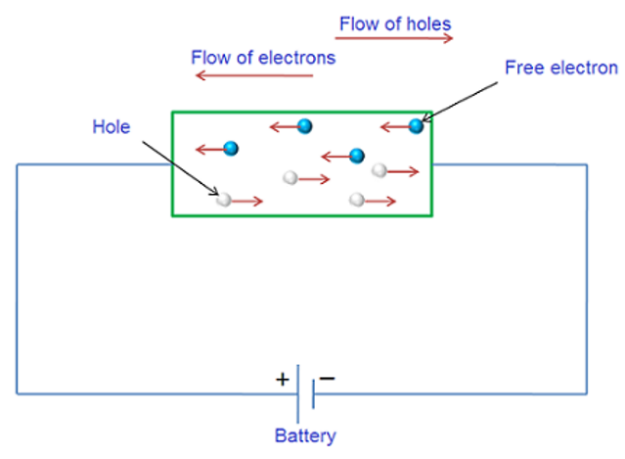 Flow of holes
Flow of electrons
Free electron
Hole
+ −
Battery